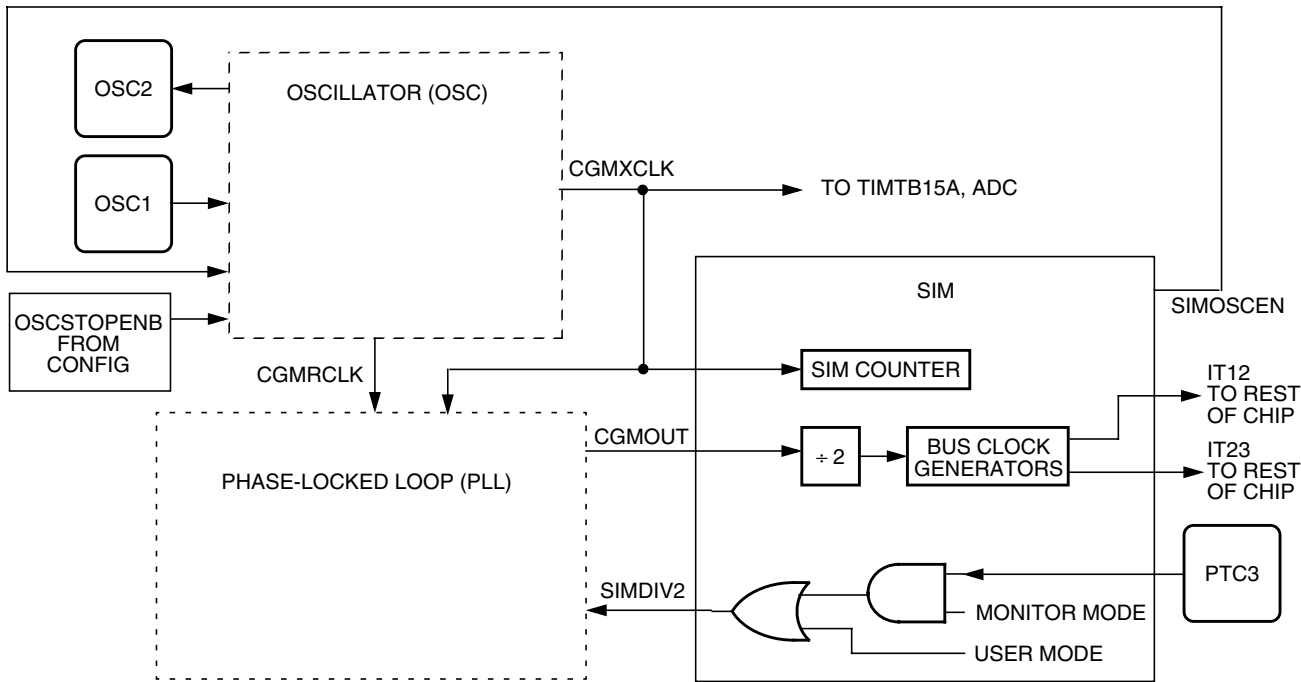 OSC2
OSCILLATOR (OSC)
CGMXCLK
OSC1
TO TIMTB15A, ADC
SIM
SIMOSCEN
OSCSTOPENB
FROM
CONFIG
CGMRCLK
SIM COUNTER
IT12
TO REST
OF CHIP
CGMOUT
÷ 2
BUS CLOCK
GENERATORS
IT23
TO REST
OF CHIP
PHASE-LOCKED LOOP (PLL)
PTC3
SIMDIV2
MONITOR MODE
USER MODE